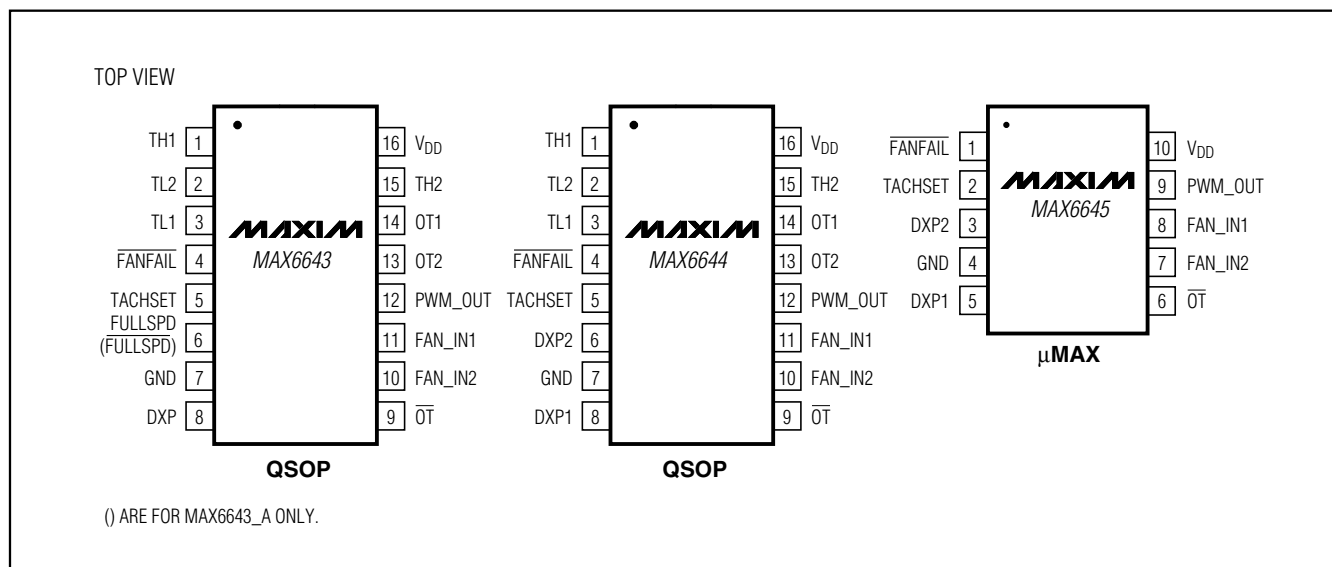 TOP VIEW
TH1 1
TL2 2
TL1 3
FANFAIL 4
TACHSET 5
FULLSPD
(FULLSPD) 6
GND 7
DXP 8
16 VDD
15 TH2
14 OT1
13 OT2
12 PWM_OUT
11 FAN_IN1
10 FAN_IN2
9 OT
MAXIM
MAX6643
QSOP
TH1 1
TL2 2
TL1 3
FANFAIL 4
TACHSET 5
DXP2 6
GND 7
DXP1 8
16 VDD
15 TH2
14 OT1
13 OT2
12 PWM_OUT
11 FAN_IN1
10 FAN_IN2
9 OT
MAXIM
MAX6644
QSOP
FANFAIL 1
TACHSET 2
DXP2 3
GND 4
DXP1 5
10 VDD
9 PWM_OUT
8 FAN_IN1
7 FAN_IN2
6 OT
MAXIM
MAX6645
μMAX
() ARE FOR MAX6643_A ONLY.